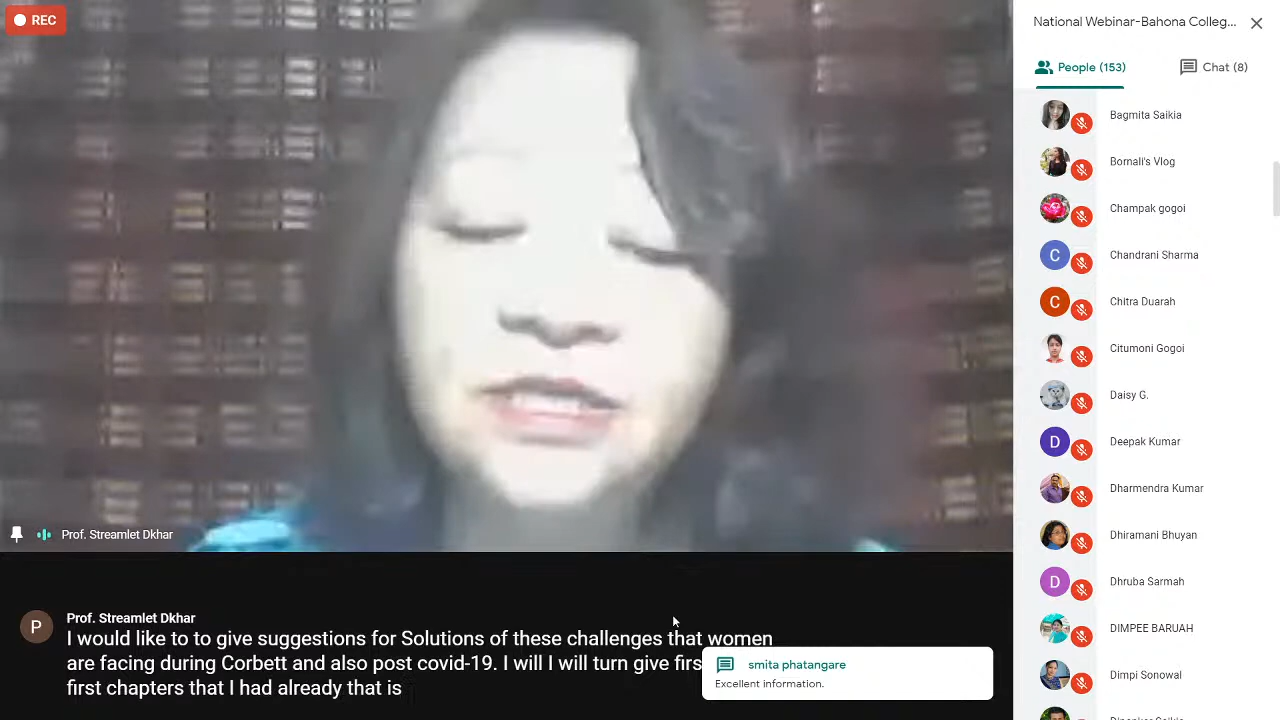 REC
National Webinar-Bahona Colleg...
People (153)
Chat (8)
Bagmita Saikia
Bornali's Vlog
Champak gogoi
C
Chandrani Sharma
C
Chitra Duarah
Citumoni Gogoi
Daisy G.
D
Deepak Kumar
Dharmendra Kumar
Dhiramani Bhuyan
D
Dhruba Sarmah
DIMPEE BARUAH
Dimpi Sonowal
Prof. Streamlet Dkhar
P
Prof. Streamlet Dkhar
I would like to to give suggestions for Solutions of these challenges that women
are facing during Corbett and also post covid-19. I will I will turn give firs
first chapters that I had already that is
smita phatangare
Excellent information.